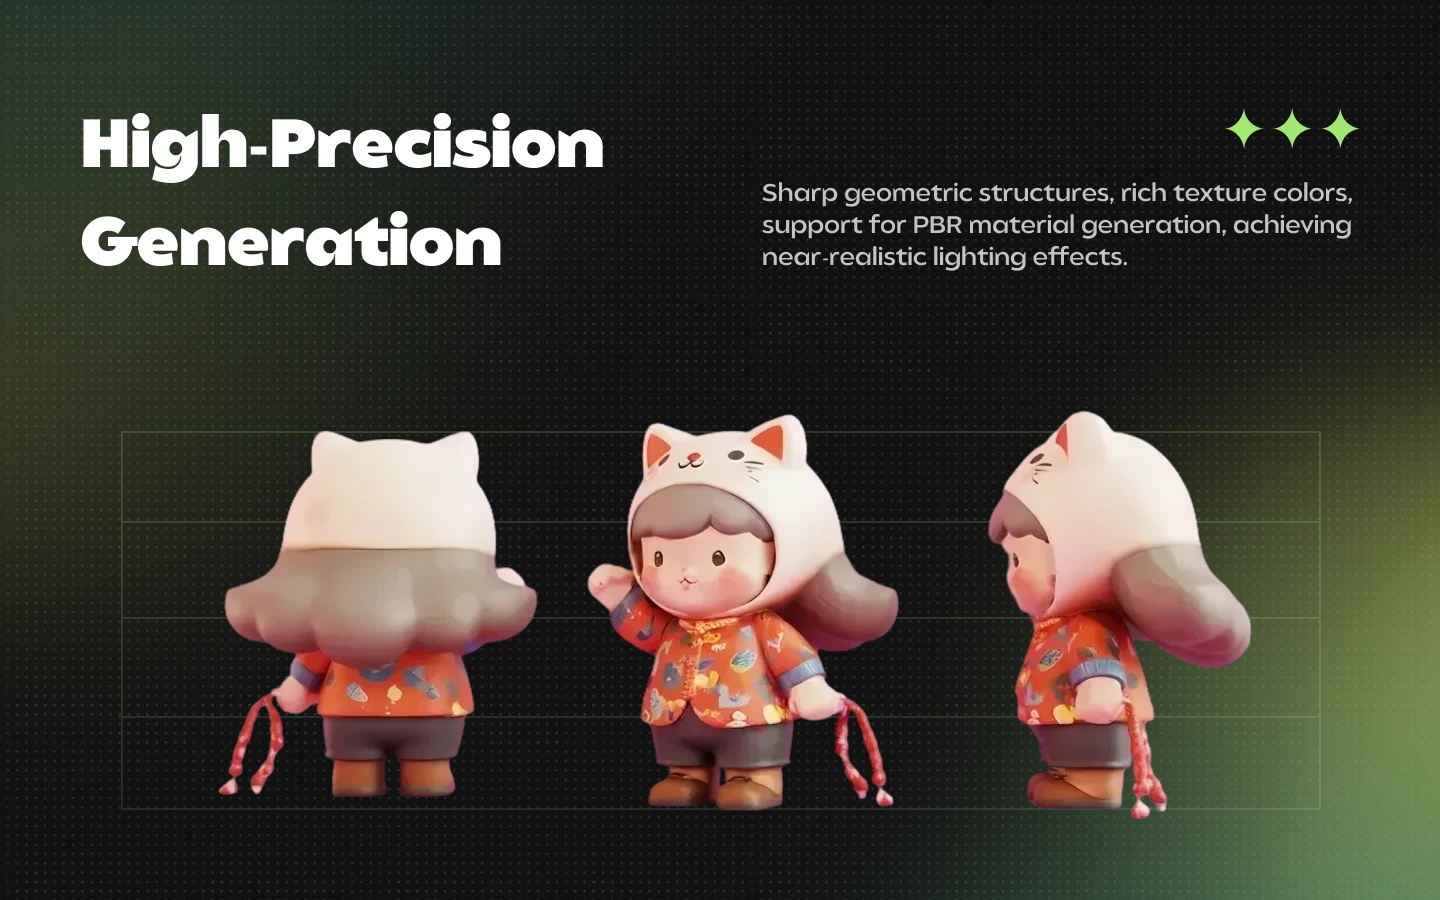 High-Precision
Generation
Sharp geometric structures, rich texture colors,
support for PBR material generation, achieving
near-realistic lighting effects.